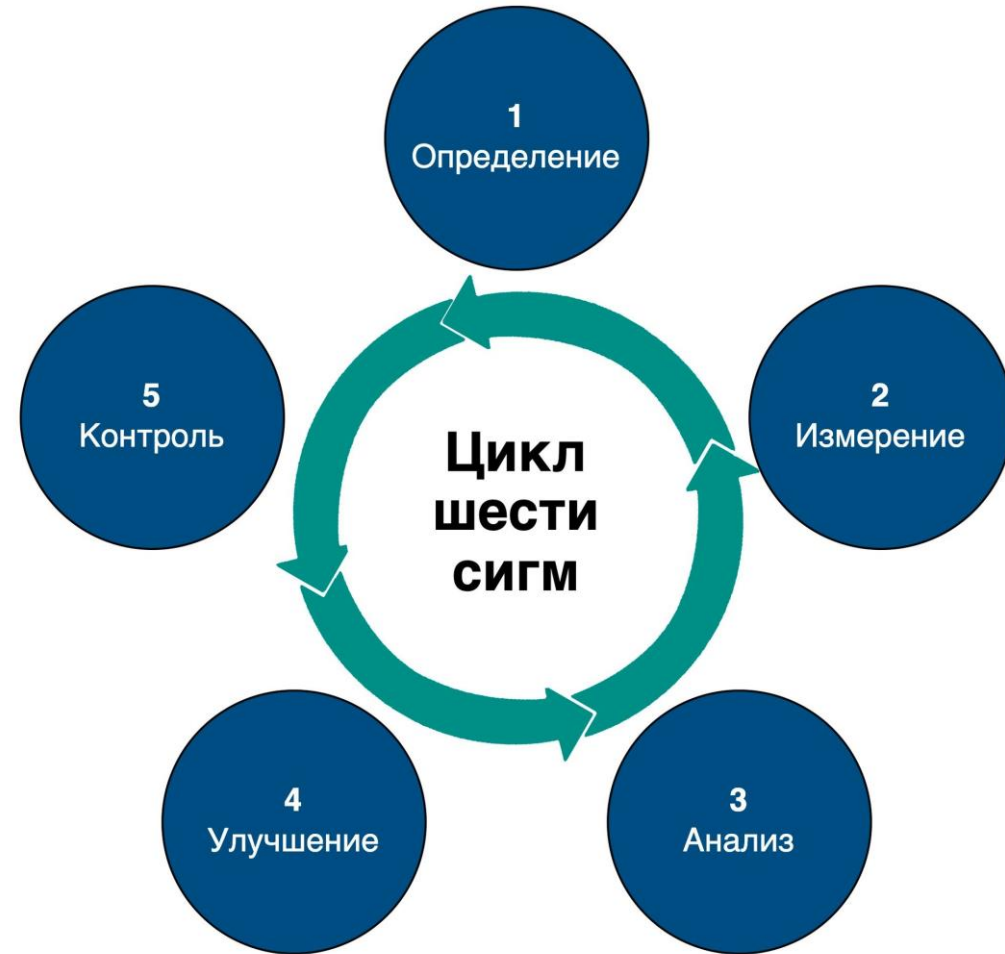 1
Определение
2
Измерение
3
Анализ
4
Улучшение
5
Контроль
Цикл
шести
сигм